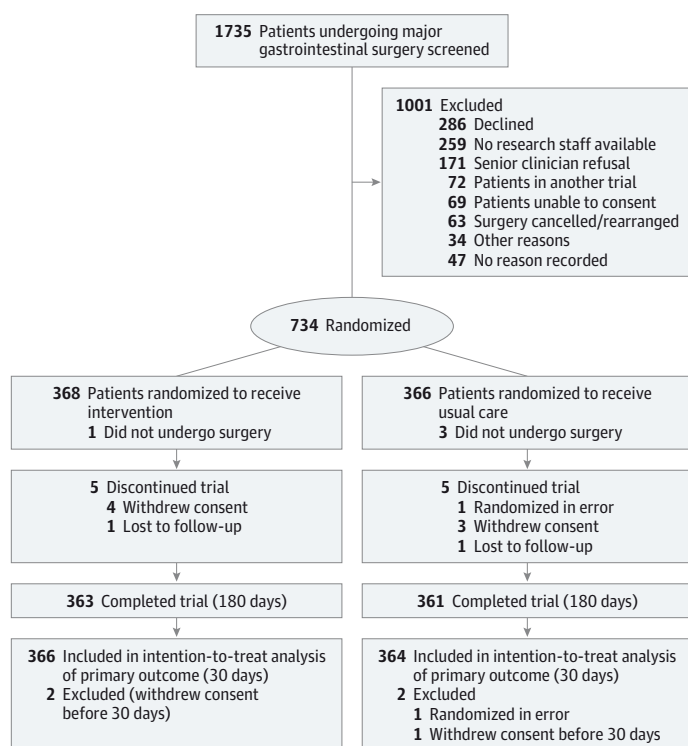 1735 Patients undergoing major
gastrointestinal surgery screened
1001 Excluded
286 Declined
259 No research staff available
171 Senior clinician refusal
72 Patients in another trial
69 Patients unable to consent
63 Surgery cancelled/rearranged
34 Other reasons
47 No reason recorded
734 Randomized
368 Patients randomized to receive
intervention
1 Did not undergo surgery
366 Patients randomized to receive
usual care
3 Did not undergo surgery
5 Discontinued trial
4 Withdrew consent
1 Lost to follow-up
5 Discontinued trial
1 Randomized in error
3 Withdrew consent
1 Lost to follow-up
363 Completed trial (180 days)
361 Completed trial (180 days)
366 Included in intention-to-treat analysis
of primary outcome (30 days)
2 Excluded (withdrew consent
before 30 days)
364 Included in intention-to-treat analysis
of primary outcome (30 days)
2 Excluded
1 Randomized in error
1 Withdrew consent before 30 days